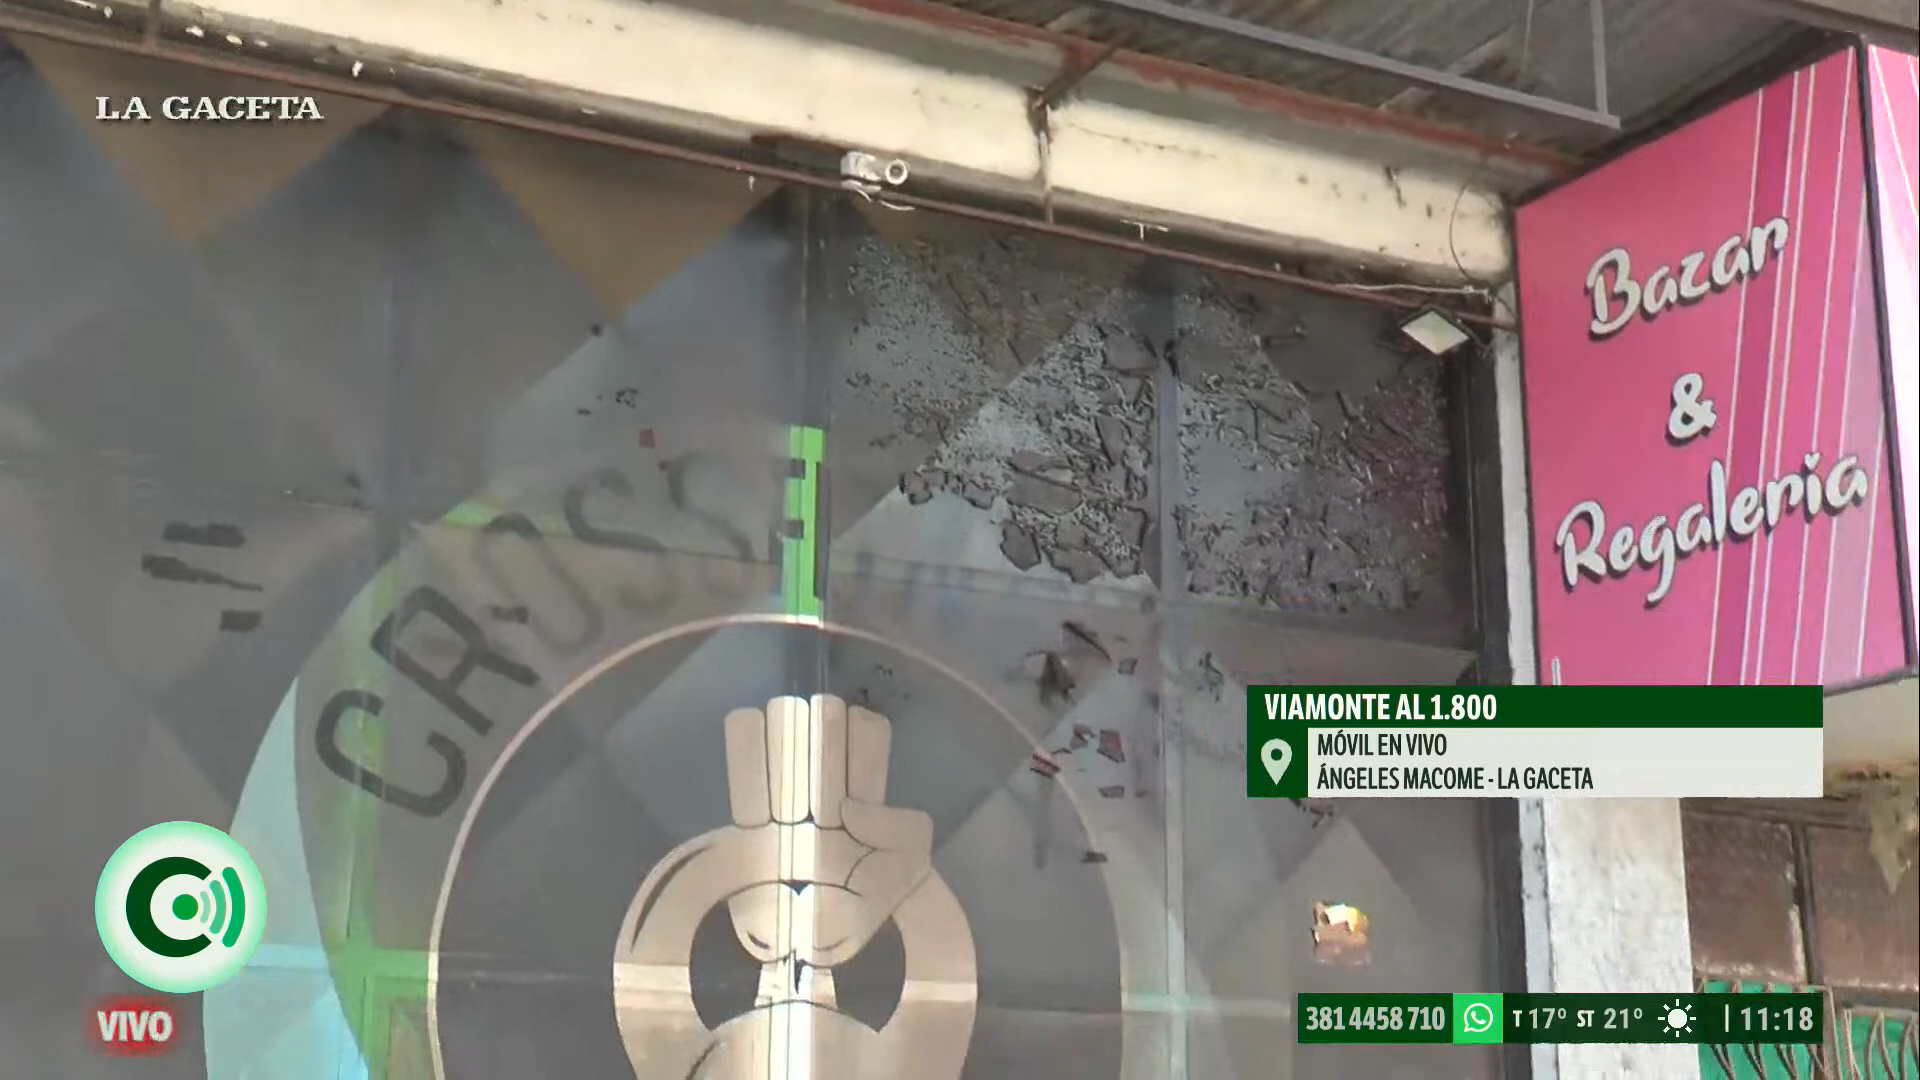 LA GACETA
Bazar
&
Regaleria
CROSS
VIAMONTE AL 1.800
MÓVIL EN VIVO
ÁNGELES MACOME - LA GACETA
VIVO
381 4458 710 T 17° ST 21° | 11:18